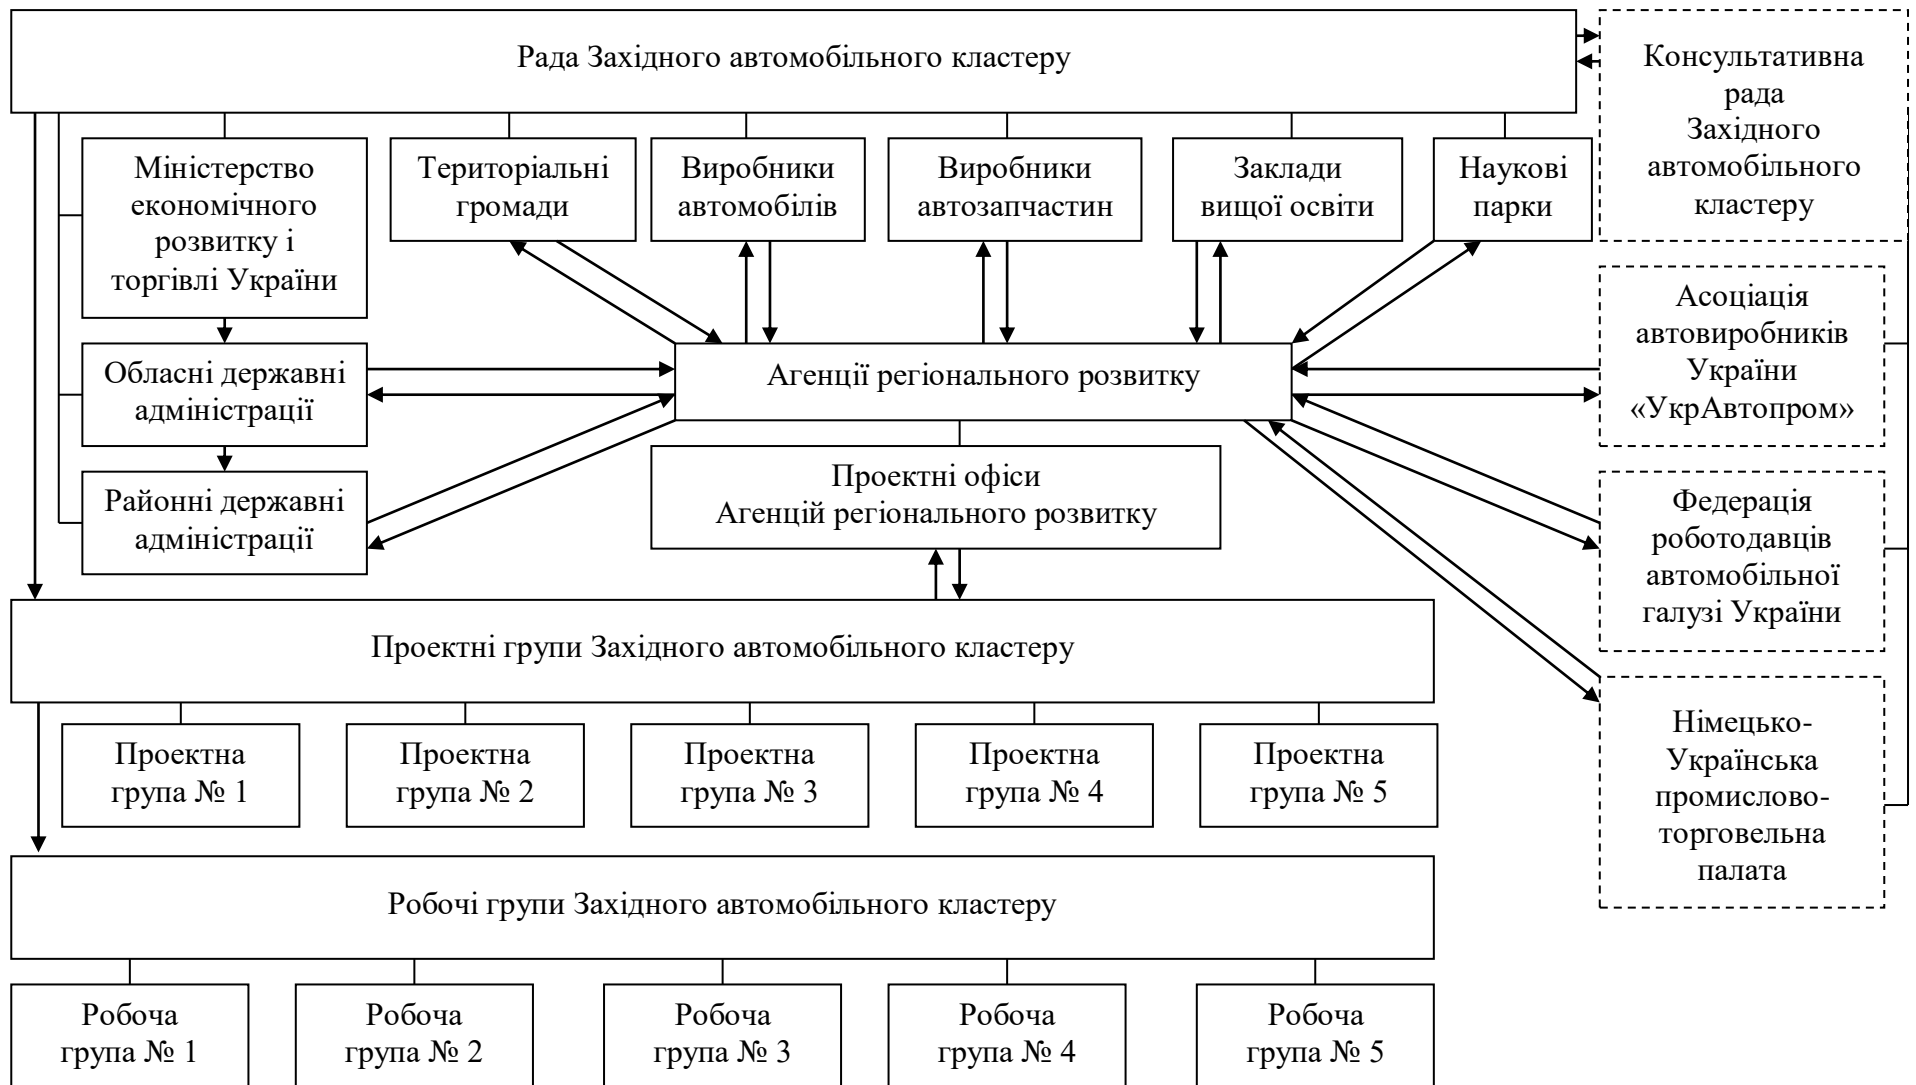 Рада Західного автомобільного кластеру
Консультативна
рада
Західного
автомобільного
кластеру
Міністерство
економічного
розвитку і
торгівлі України
Територіальні
громади
Виробники
автомобілів
Виробники
автозапчастин
Заклади
вищої освіти
Наукові
парки
Обласні державні
адміністрації
Агенції регіонального розвитку
Асоціація
автовиробників
України
«УкрАвтопром»
Районні державні
адміністрації
Проектні офіси
Агенцій регіонального розвитку
Федерація
роботодавців
автомобільної
галузі України
Проектні групи Західного автомобільного кластеру
Німецько-
Українська
промислово-
торговельна
палата
Проектна
група № 1
Проектна
група № 2
Проектна
група № 3
Проектна
група № 4
Проектна
група № 5
Робочі групи Західного автомобільного кластеру
Робоча
група № 1
Робоча
група № 2
Робоча
група № 3
Робоча
група № 4
Робоча
група № 5